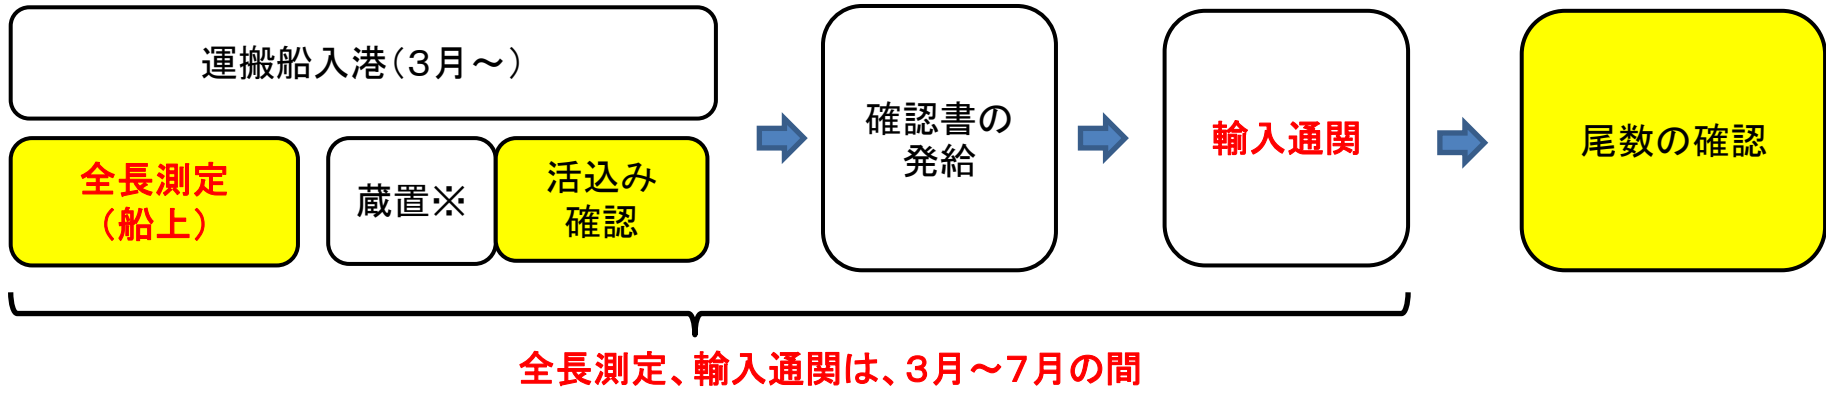 運搬船入港（３月～）
全長測定
（船上）
蔵置※
活込み
確認
確認書の
発給
輸入通関
尾数の確認
全長測定、輸入通関は、３月～７月の間